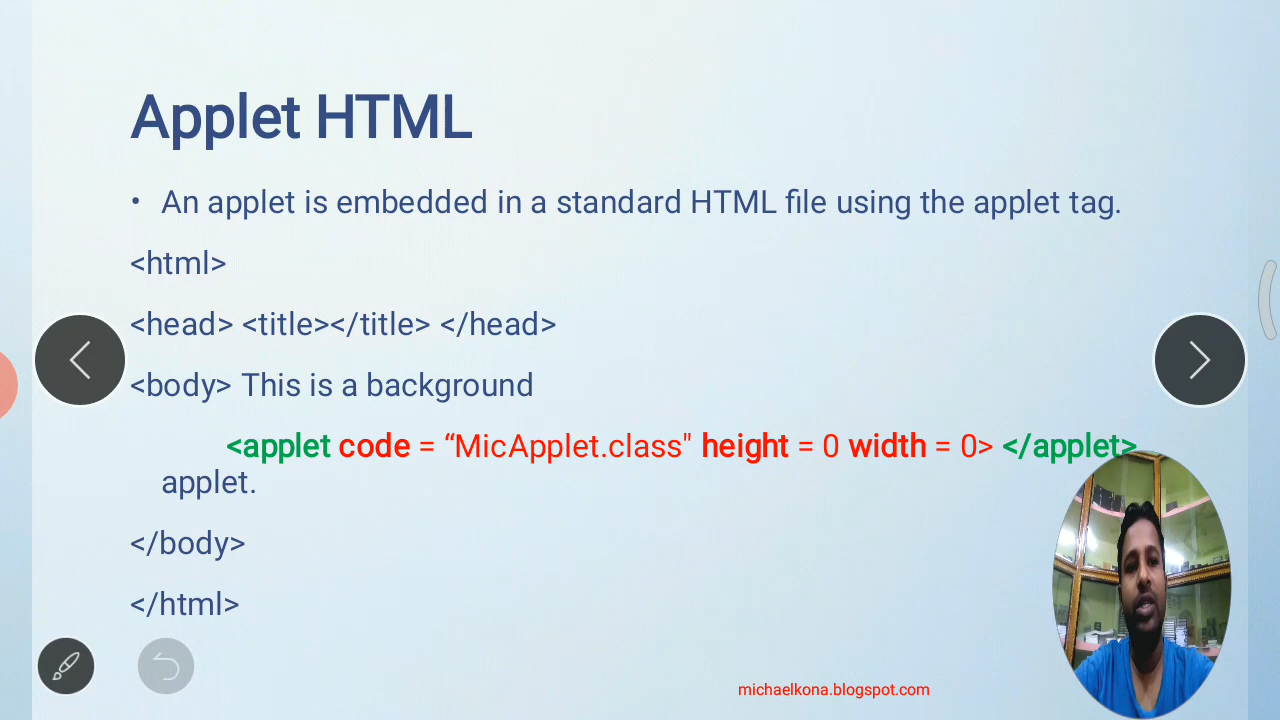 Applet HTML
• An applet is embedded in a standard HTML file using the applet tag.
<html>
<head> <title></title> </head>
<body> This is a background
<applet code = “MicApplet.class" height = 0 width = 0> </applet>
applet.
</body>
</html>
michaelkona.blogspot.com